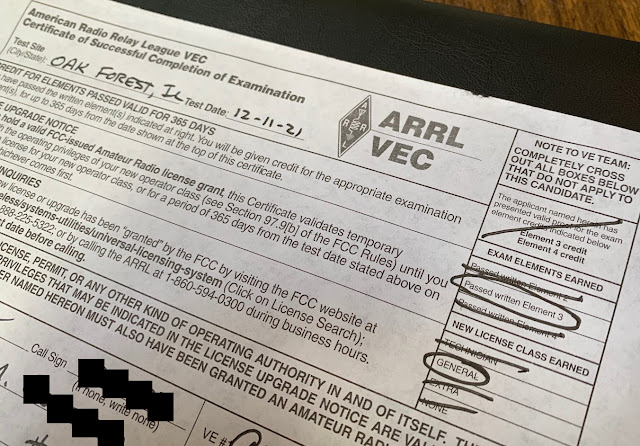 American Radio Relay League VEC
Certificate of Successful Completion of Examination
Test Site
(City/State): OAK FOREST, IL Test Date: 12-11-21
CREDIT FOR ELEMENTS PASSED VALID FOR 365 DAYS
have passed the written element(s) indicated at right. You will be given credit for the appropriate examination
for up to 365 days from the date shown at the top of this certificate.
UPGRADE NOTICE
hold a valid FCC-issued Amateur Radio license grant, this Certificate validates temporary
the operating privileges of your new operator class (see Section 97.9[b] of the FCC Rules) until you
license for your new operator class, or for a period of 365 days from the test date stated above on
whichever comes first.
INQUIRIES
license or upgrade has been "granted" by the FCC by visiting the FCC website at
systems-utilities/universal-licensing-system (Click on License Search);
-888-225-5322; or by calling the ARRL at 1-860-594-0300 during business hours.
date before calling.
LICENSE, PERMIT, OR ANY OTHER KIND OF OPERATING AUTHORITY IN AND OF ITSELF. THE
PRIVILEGES THAT MAY BE INDICATED IN THE LICENSE UPGRADE NOTICE ARE
NAMED HEREON MUST ALSO HAVE BEEN GRANTED AN AMATEUR
Call Sign
(If none, write none)
VE #
ARRL
VEC
NOTE TO VE TEAM:
COMPLETELY CROSS
OUT ALL BOXES BELOW
THAT DO NOT APPLY TO
THIS CANDIDATE.
The applicant named herein has
presented valid proof for the exam
element credit(s) indicated below
Element 3 credit
Element 4 credit
EXAM ELEMENTS EARNED
Passed written Element 2
Passed written Element 3
Passed written Element 4
NEW LICENSE CLASS EARNED
TECHNICIAN
GENERAL
EXTRA
NONE